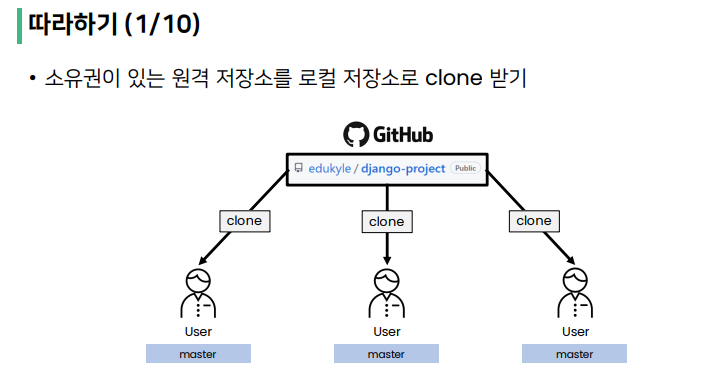 따라하기 (1/10)
• 소유권이 있는 원격 저장소를 로컬 저장소로 clone 받기
GitHub
edukyle / django-project Public
clone
clone
clone
User
User
User
master
master
master